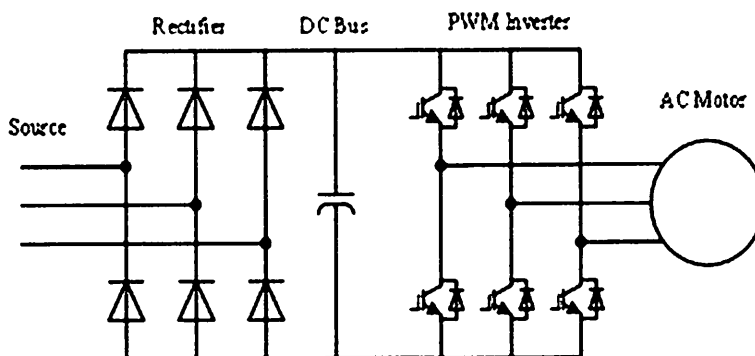 Rectifier
DC Bus
PWM Inverter
AC Motor
Source